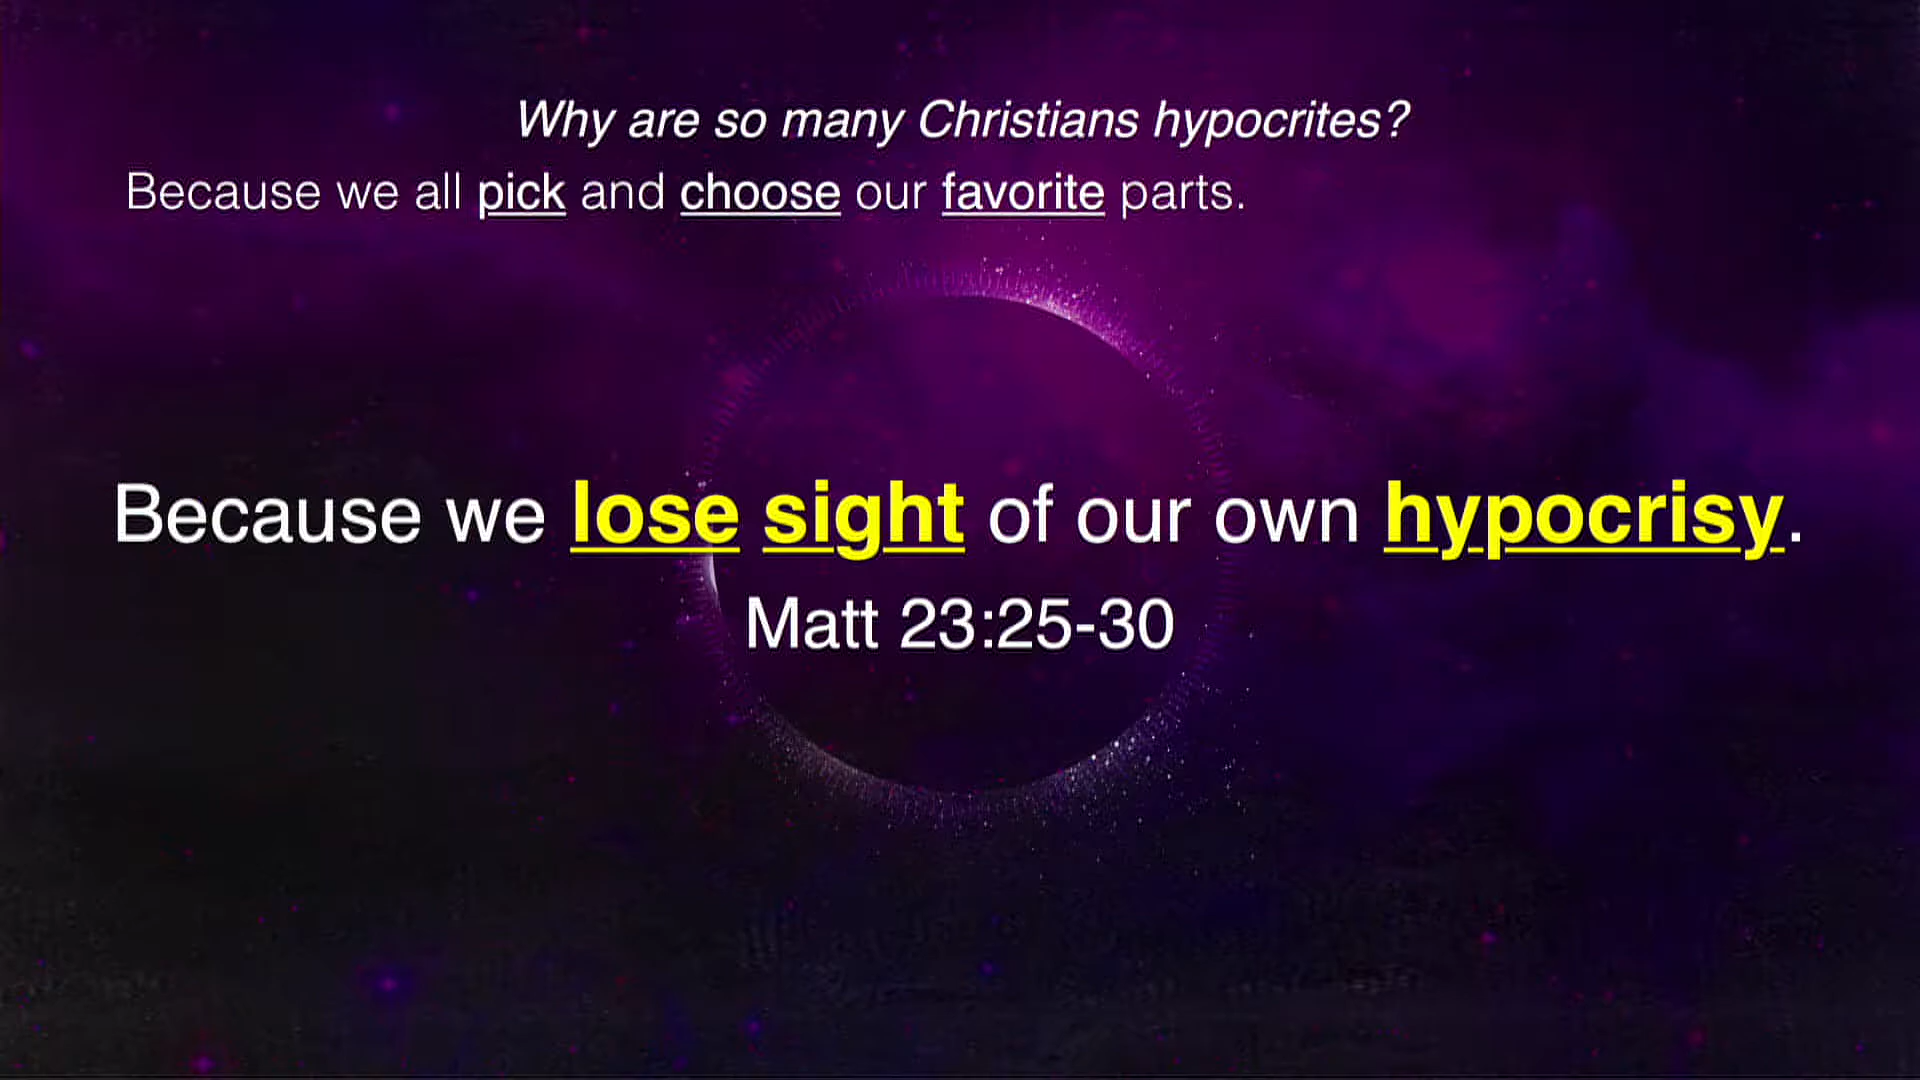 Why are so many Christians hypocrites?
Because we all pick and choose our favorite parts.
Because we lose sight of our own hypocrisy.
Matt 23:25-30